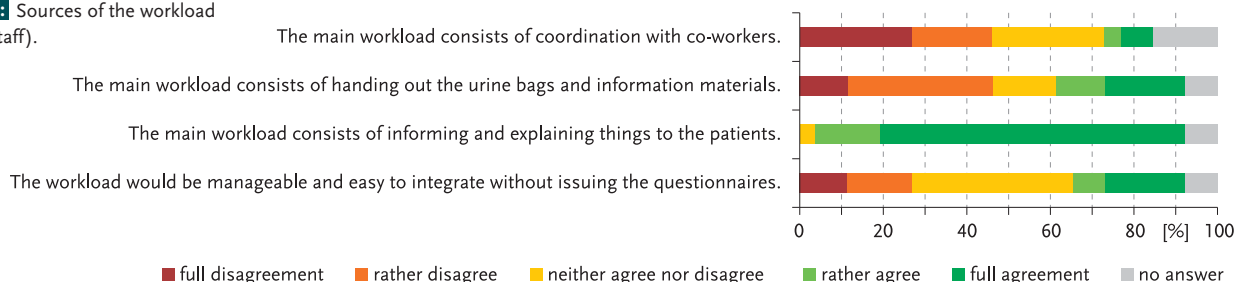 : Sources of the workload
taff).
The main workload consists of coordination with co-workers.
The main workload consists of handing out the urine bags and information materials.
The main workload consists of informing and explaining things to the patients.
The workload would be manageable and easy to integrate without issuing the questionnaires.
0 20 40 60 80 [%] 100
full disagreement rather disagree neither agree nor disagree rather agree full agreement no answer